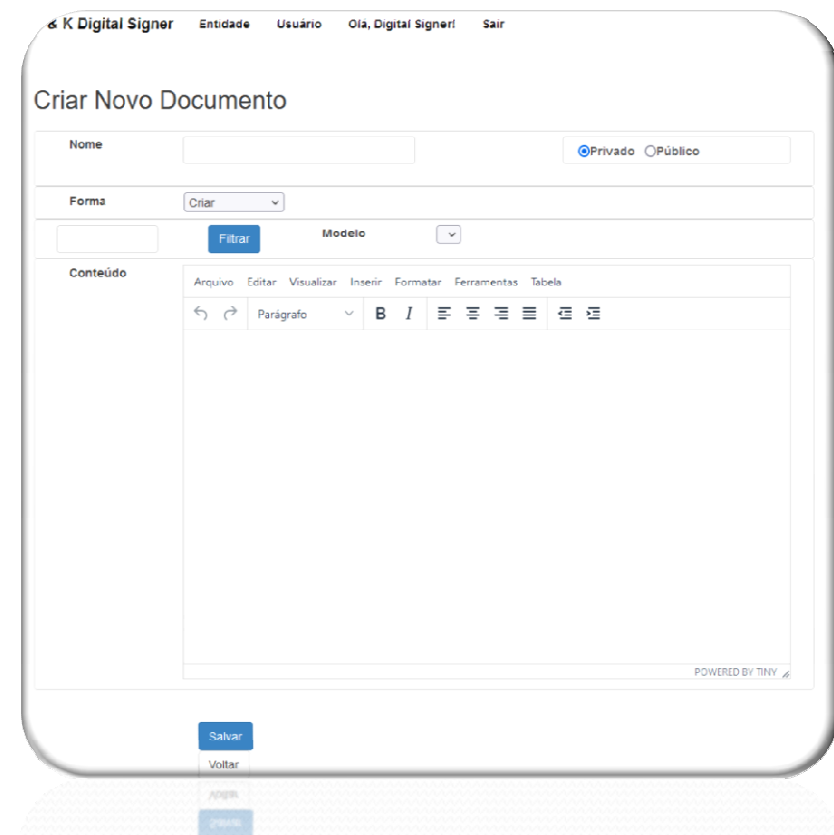 & K Digital Signer Entidade Usuário Ola, Digital Signer! Sair
Criar Novo Documento
Nome Privado Público
Forma Criar
Filtrar Modelo
Conteúdo
Arquivo Editar Visualizar Inserir Formatar Ferramentas Tabela
Parágrafo B I
POWERED BY TINY
Salvar
Voltar